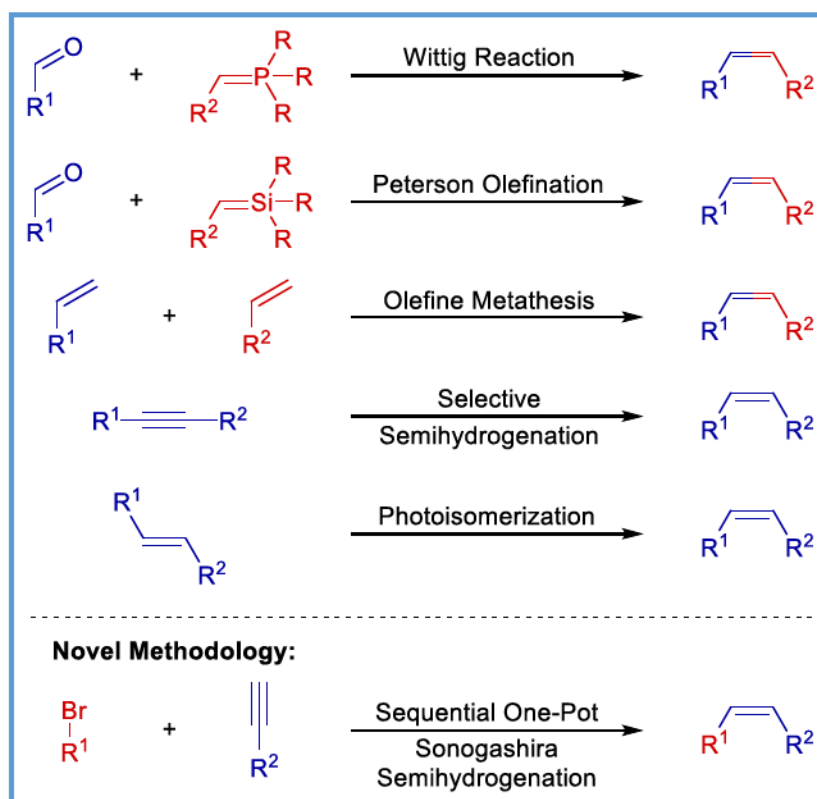 O
R¹
+
R
P
R
R²
R
Wittig Reaction
R¹
R²
O
R¹
+
R
Si
R
R²
R
Peterson Olefination
R¹
R²
R¹
+
R²
Olefine Metathesis
R¹
R²
R¹
R²
Selective
Semihydrogenation
R¹
R²
R¹
R²
Photoisomerization
R¹
R²
Novel Methodology:
Br
R¹
+
R²
Sequential One-Pot
Sonogashira
Semihydrogenation
R¹
R²